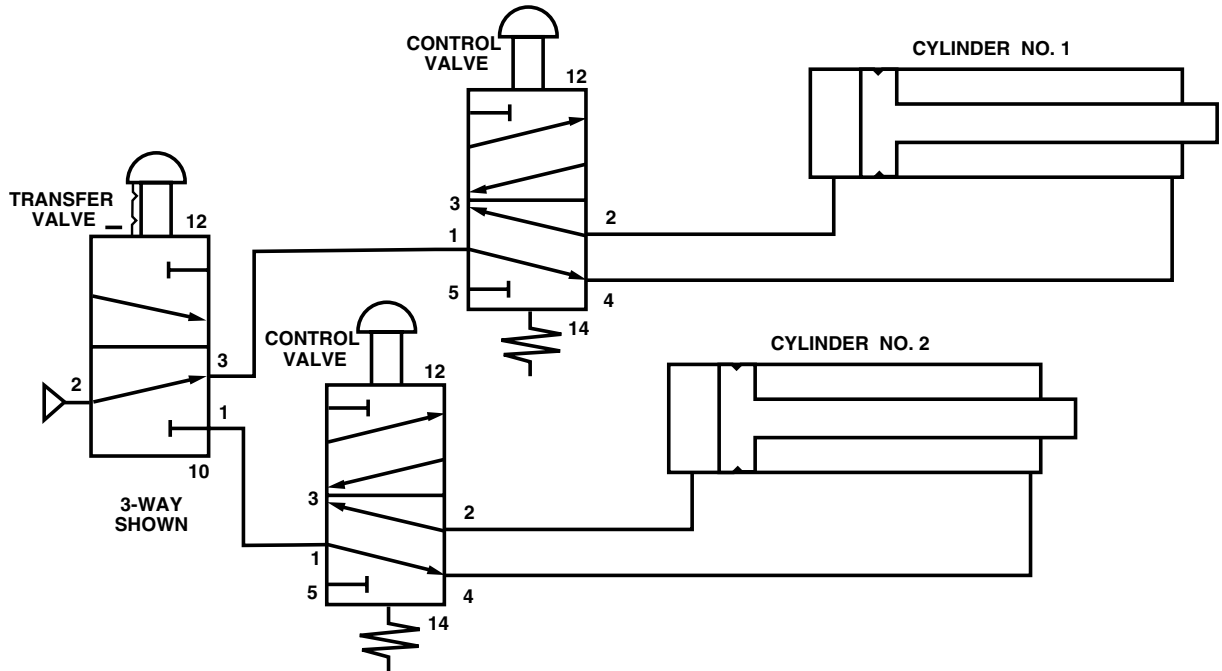 CONTROL
VALVE
12
CYLINDER NO. 1
TRANSFER
VALVE
12
3
2
1
5
4
14
CONTROL
VALVE
12
CYLINDER NO. 2
2
3
1
10
3-WAY
SHOWN
3
2
1
5
4
14